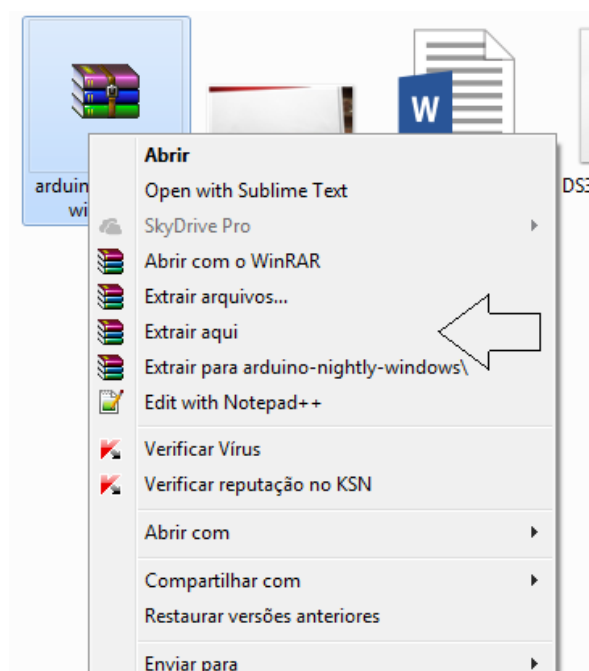 W
arduin
wi
DS3
Abrir
Open with Sublime Text
SkyDrive Pro
Abrir com o WinRAR
Extrair arquivos...
Extrair aqui
Extrair para arduino-nightly-windows\
Edit with Notepad++
Verificar Vírus
Verificar reputação no KSN
Abrir com
Compartilhar com
Restaurar versões anteriores
Enviar para